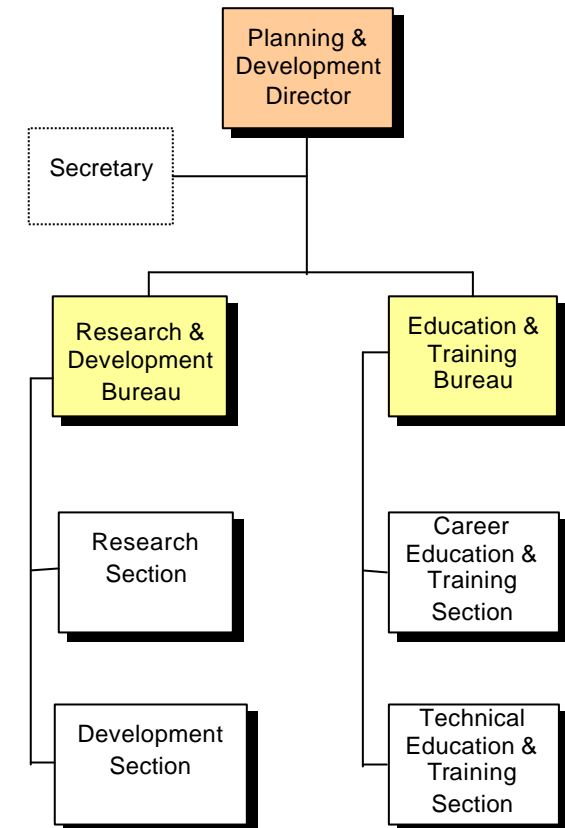 Planning &
Development
Director
Secretary
Research &
Development
Bureau
Education &
Training
Bureau
Research
Section
Career
Education &
Training
Section
Development
Section
Technical
Education &
Training
Section